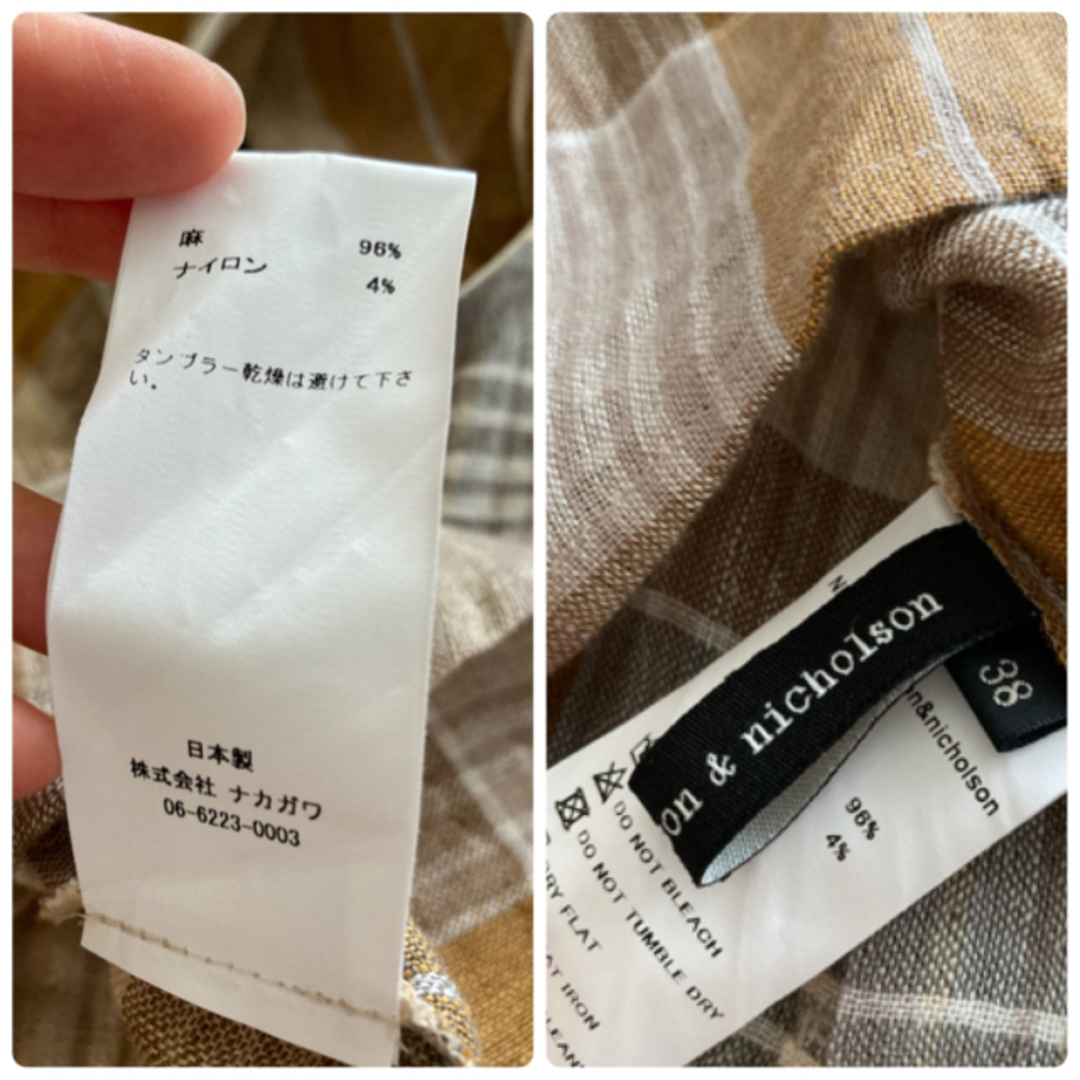 麻 96%
ナイロン 4%
タンブラー乾燥は避けて下さ
い。
日本製
株式会社 ナカガワ
06-6223-0003
on & nicholson
38
on&nicholson
96%
4%
DO NOT BLEACH
DO NOT TUMBLE DRY
FLAT
IRON